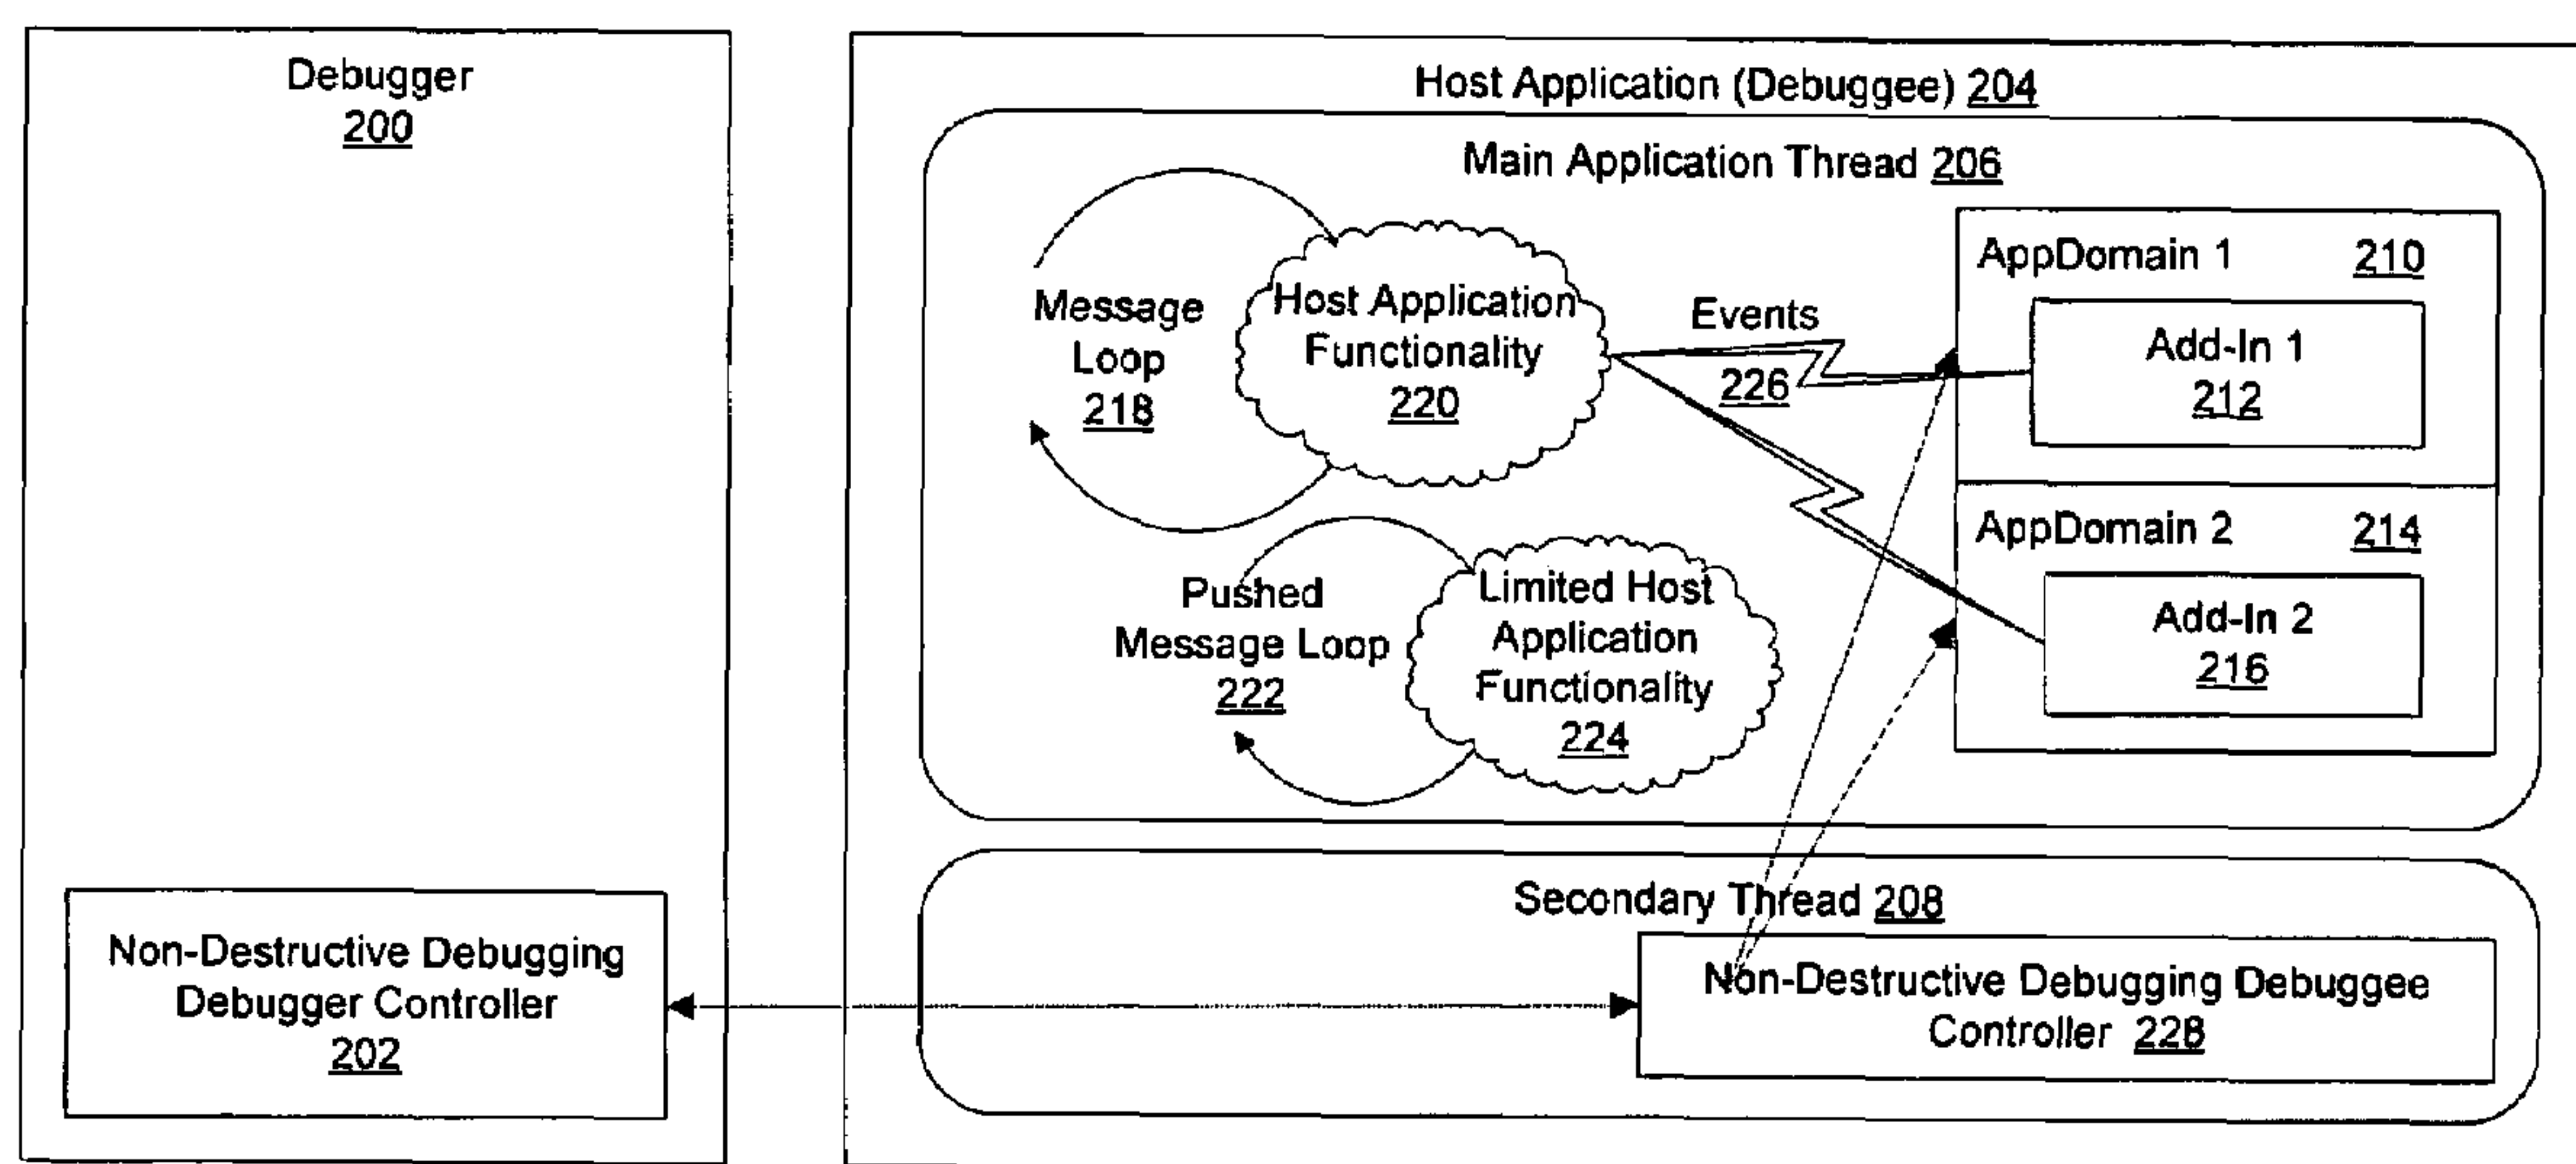 Debugger
200
Non-Destructive Debugging
Debugger Controller
202
Host Application (Debuggee) 204
Main Application Thread 206
Message
Loop
218
Host Application
Functionality
220
Events
226
AppDomain 1 210
Add-In 1
212
AppDomain 2 214
Add-In 2
216
Pushed
Message Loop
222
Limited Host
Application
Functionality
224
Secondary Thread 208
Non-Destructive Debugging Debuggee
Controller 228